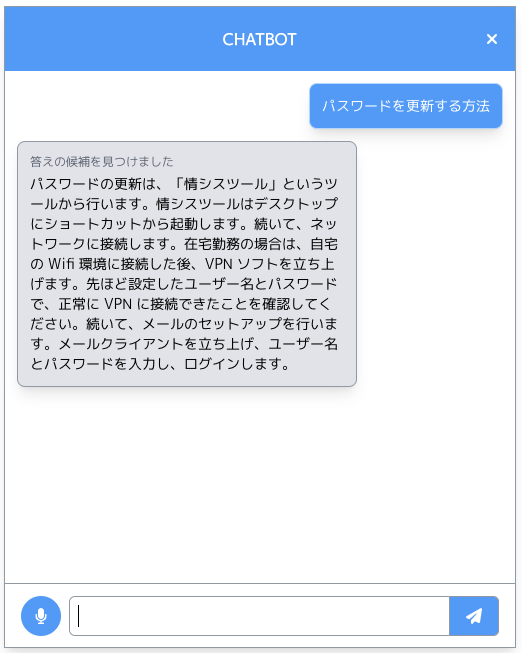 CHATBOT
パスワードを更新する方法
答えの候補を見つけました
パスワードの更新は、「情シスツール」というツ
ールから行います。情シスツールはデスクトップ
にショートカットから起動します。続いて、ネッ
トワークに接続します。在宅勤務の場合は、自宅
の Wifi 環境に接続した後、VPN ソフトを立ち上
げます。先ほど設定したユーザー名とパスワード
で、正常に VPN に接続できたことを確認してく
ださい。続いて、メールのセットアップを行いま
す。メールクライアントを立ち上げ、ユーザー名
とパスワードを入力し、ログインします。